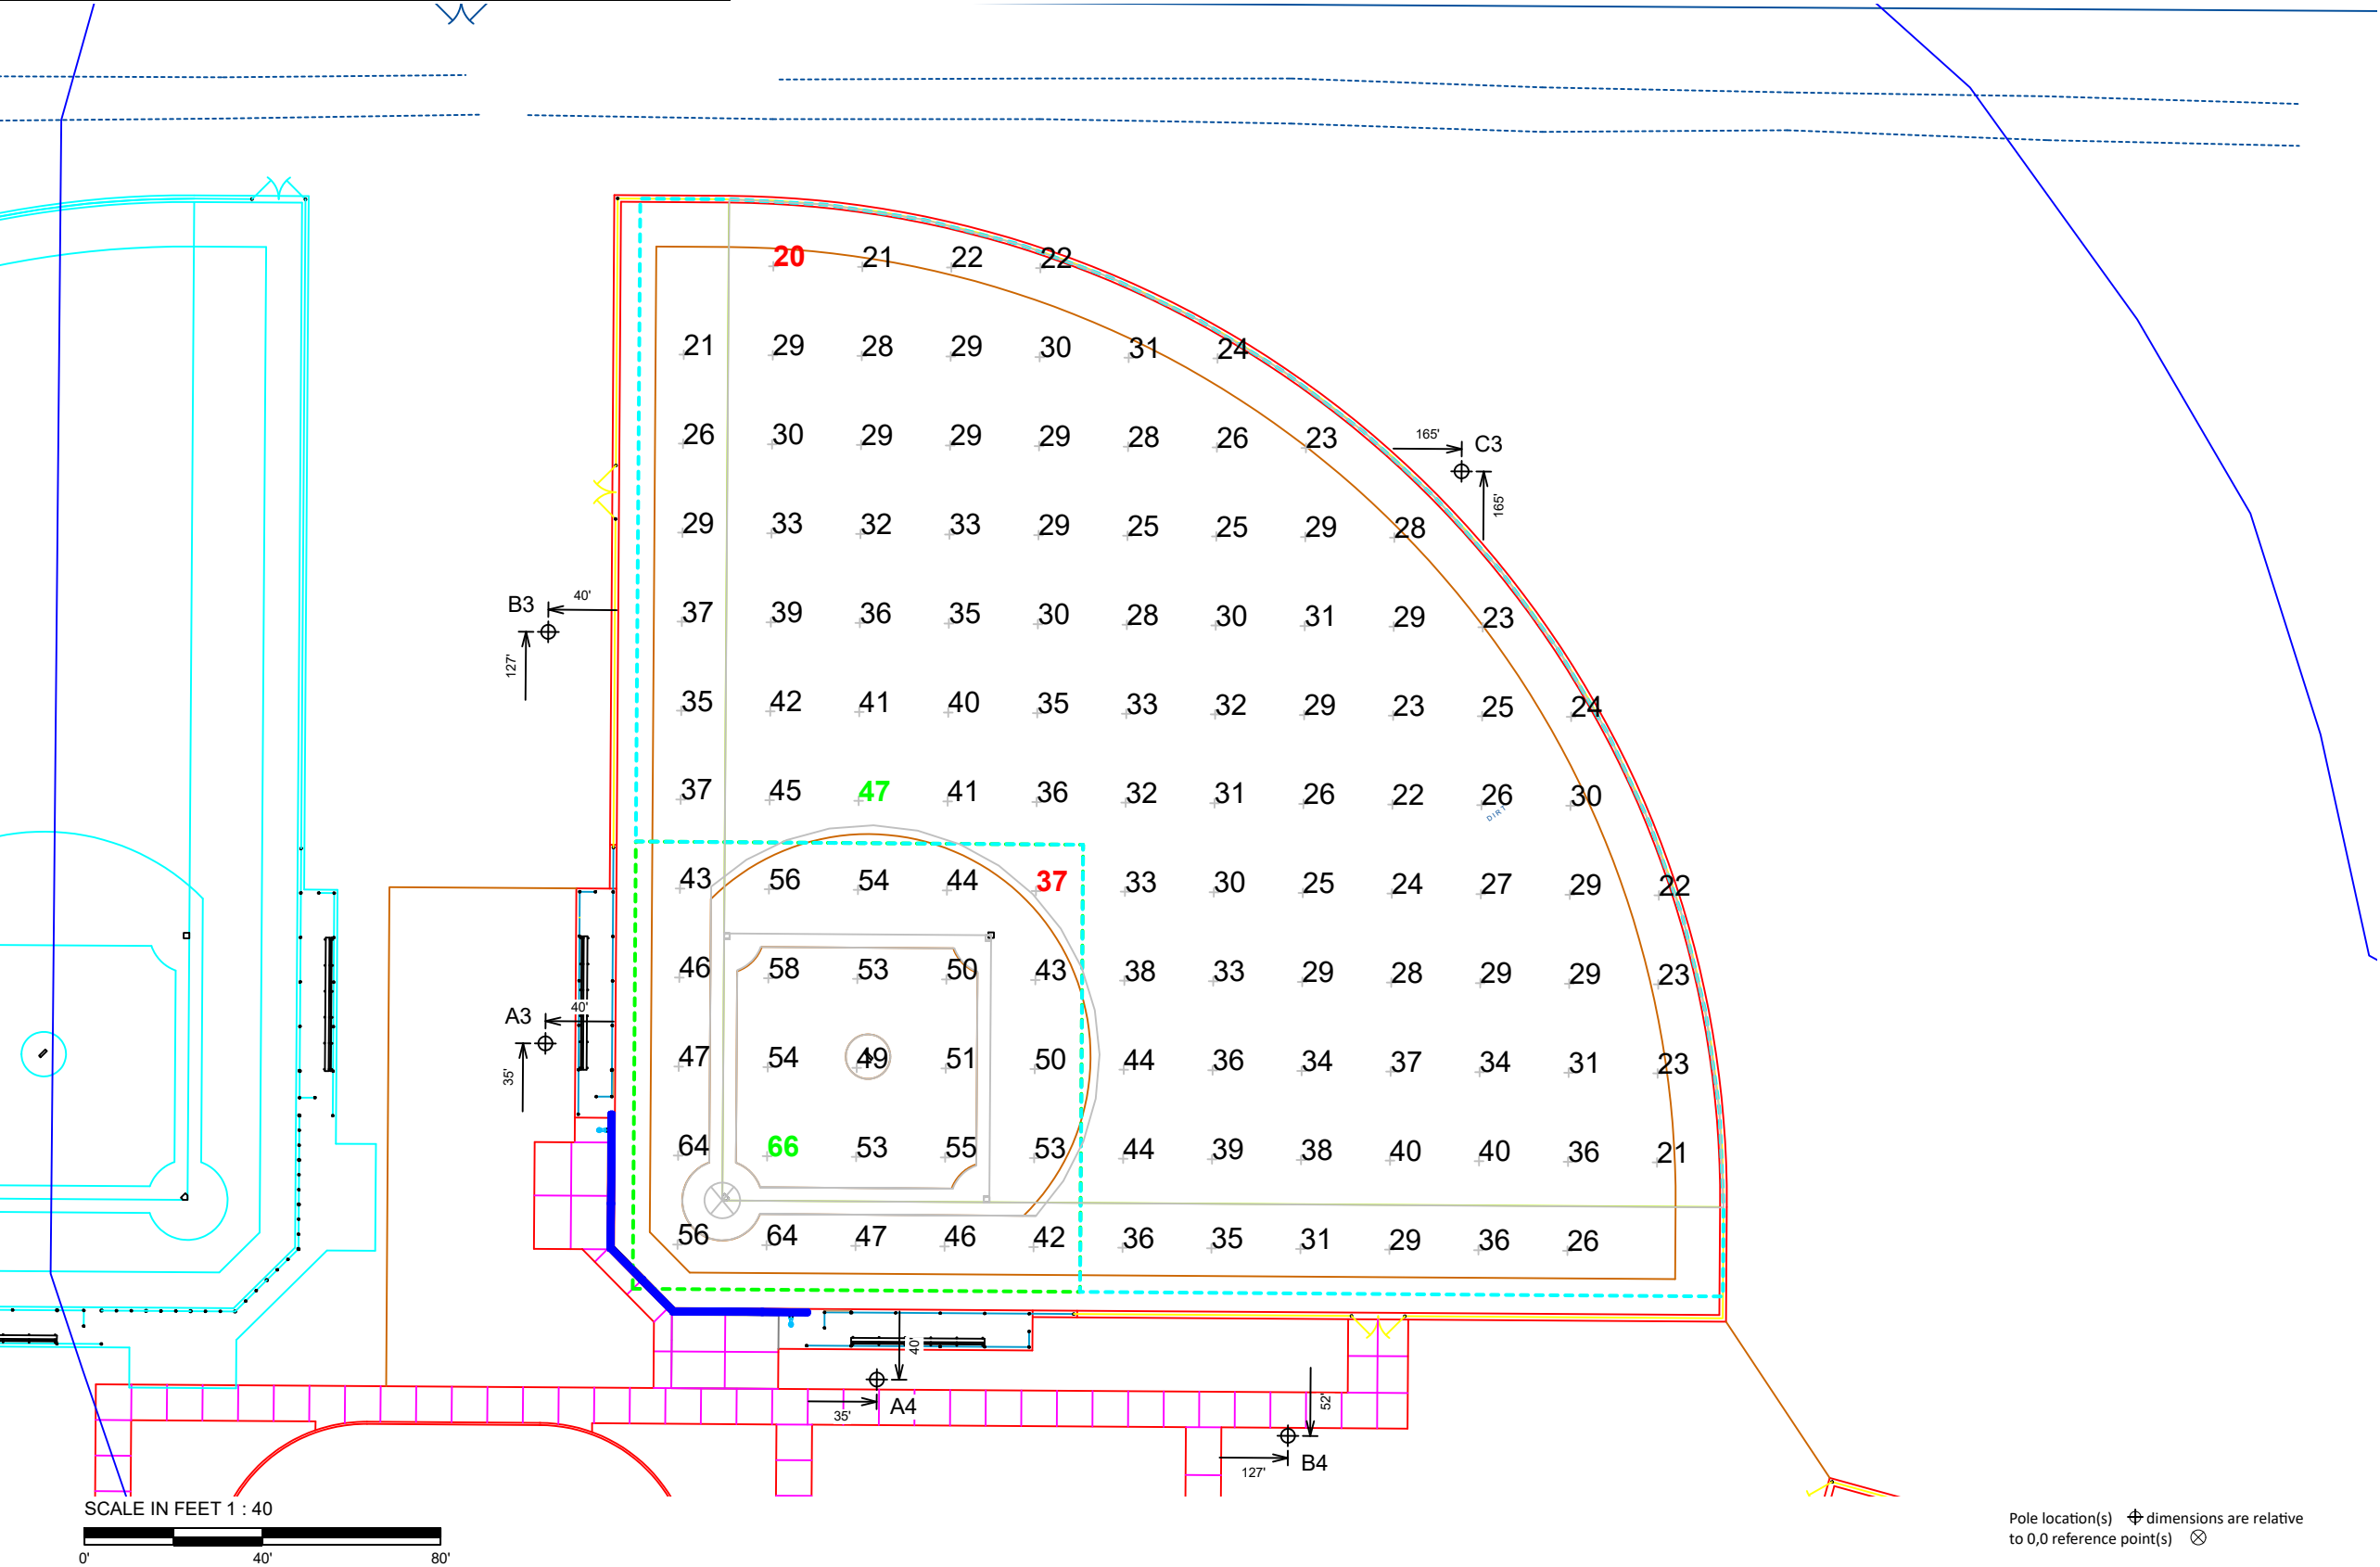 20 21 22 22
21 29 28 29 30 31 24
26 30 29 29 29 28 26 23
165' C3
165'
29 33 32 33 29 25 25 29 28
B3 40'
127'
37 39 36 35 30 28 30 31 29 23
35 42 41 40 35 33 32 29 23 25 24
37 45 47 41 36 32 31 26 22 26 30
DIRT
43 56 54 44 37 33 30 25 24 27 29 22
46 58 53 50 43 38 33 29 28 29 29 23
A3 40'
35'
47 54 49 51 50 44 36 34 37 34 31 23
64 66 53 55 53 44 39 38 40 40 36 21
56 64 47 46 42 36 35 31 29 36 26
40'
35' A4
52'
127' B4
SCALE IN FEET 1 : 40
0' 40' 80'
Pole location(s) dimensions are relative
to 0,0 reference point(s)